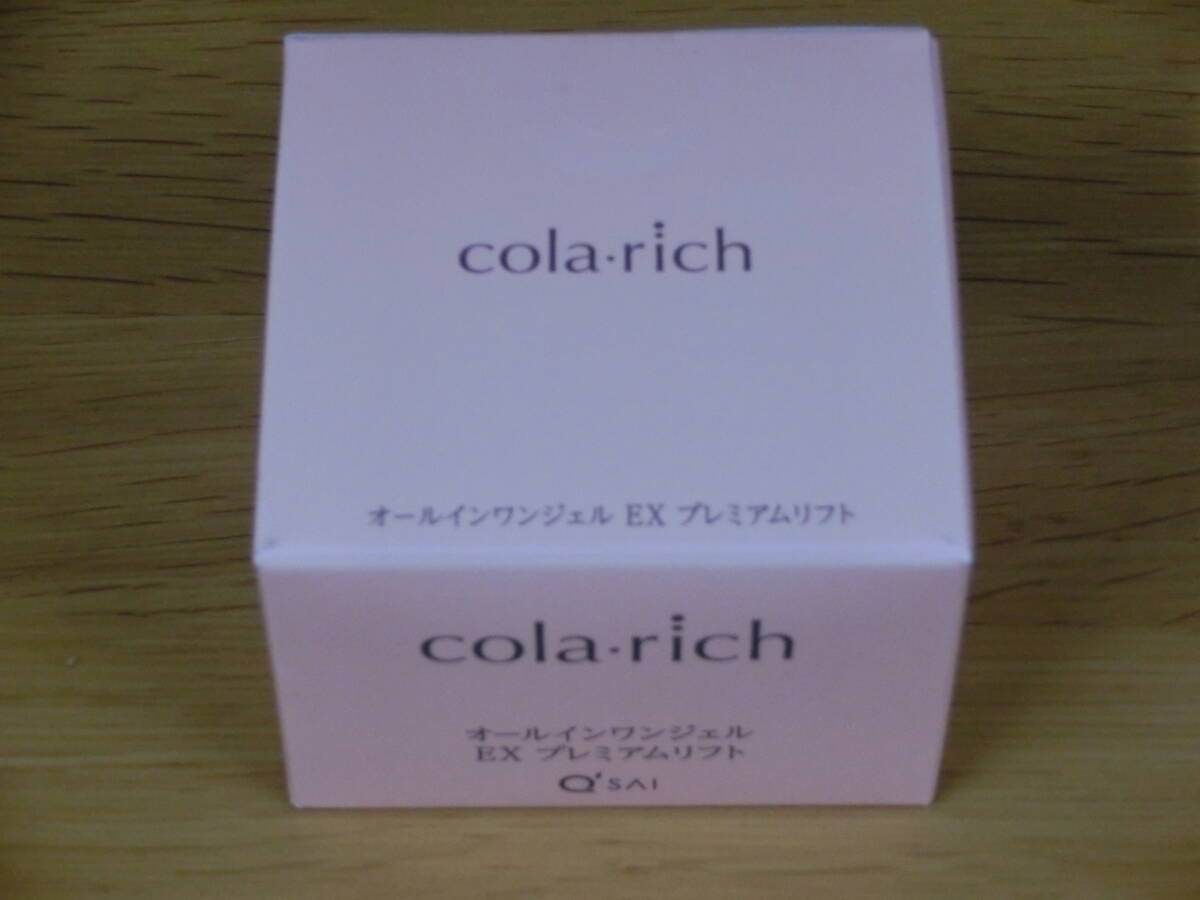 cola·rich
オールインワンジェル EX プレミアムリフト
cola·rich
オールインワンジェル
EX プレミアムリフト
Q'SAI